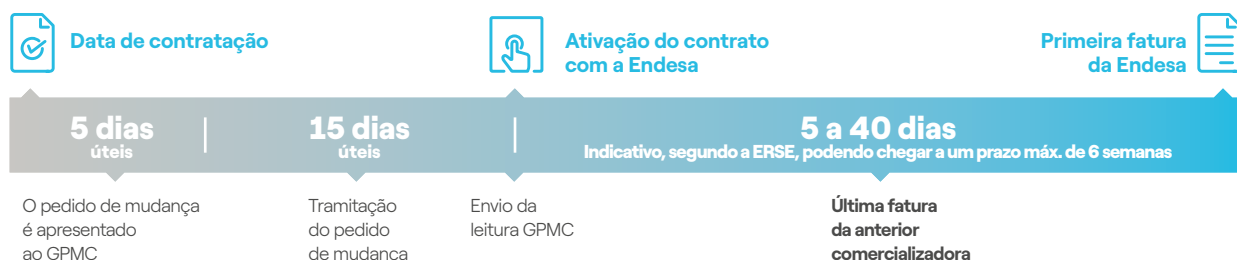 Data de contratação
Ativação do contrato
com a Endesa
Primeira fatura
da Endesa
5 dias
úteis
15 dias
úteis
5 a 40 dias
Indicativo, segundo a ERSE, podendo chegar a um prazo máx. de 6 semanas
O pedido de mudança
é apresentado
ao GPMC
Tramitação
do pedido
de mudança
Envio da
leitura GPMC
Última fatura
da anterior
comercializadora